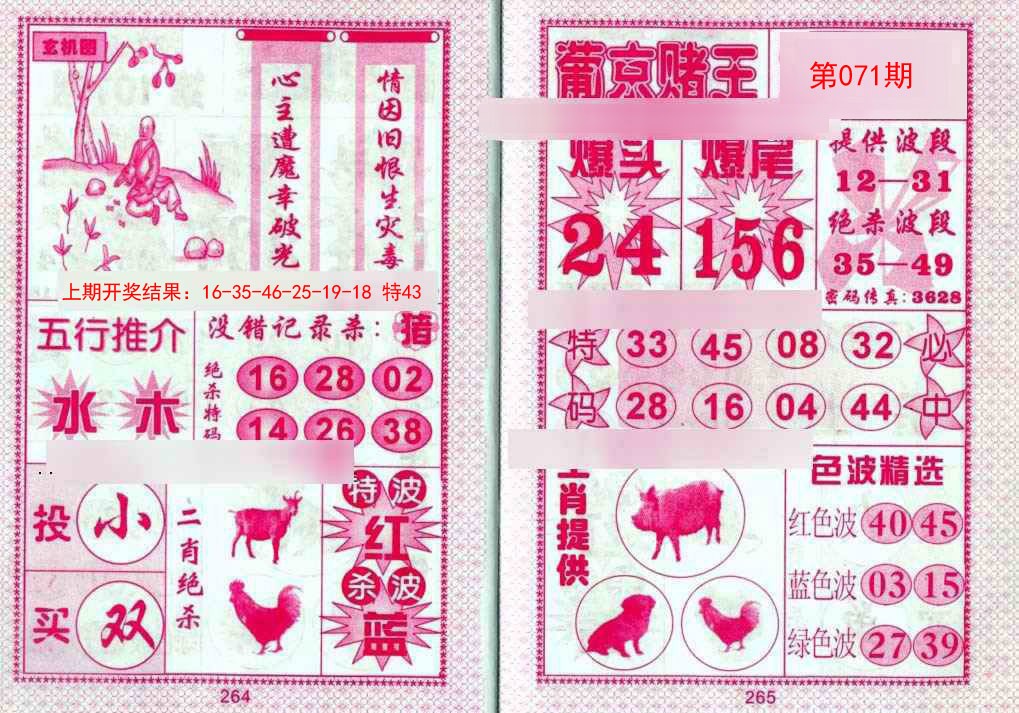 玄机图
心主遭魔幸破光
情因旧恨生灾毒
上期开奖结果：16-35-46-25-19-18 特43
五行推介
水 木
没错记录杀：猪
绝杀特码
16 28 02
14 26 38
投 小
买 双
二肖绝杀
特波
红
杀波
蓝
264
葡京赌王
第071期
爆头
24
爆尾
156
提供波段
12—31
绝杀波段
35—49
密码传真：3628
特码
33 45 08 32
28 16 04 44
必中
肖提供
色波精选
红色波 40 45
蓝色波 03 15
绿色波 27 39
265